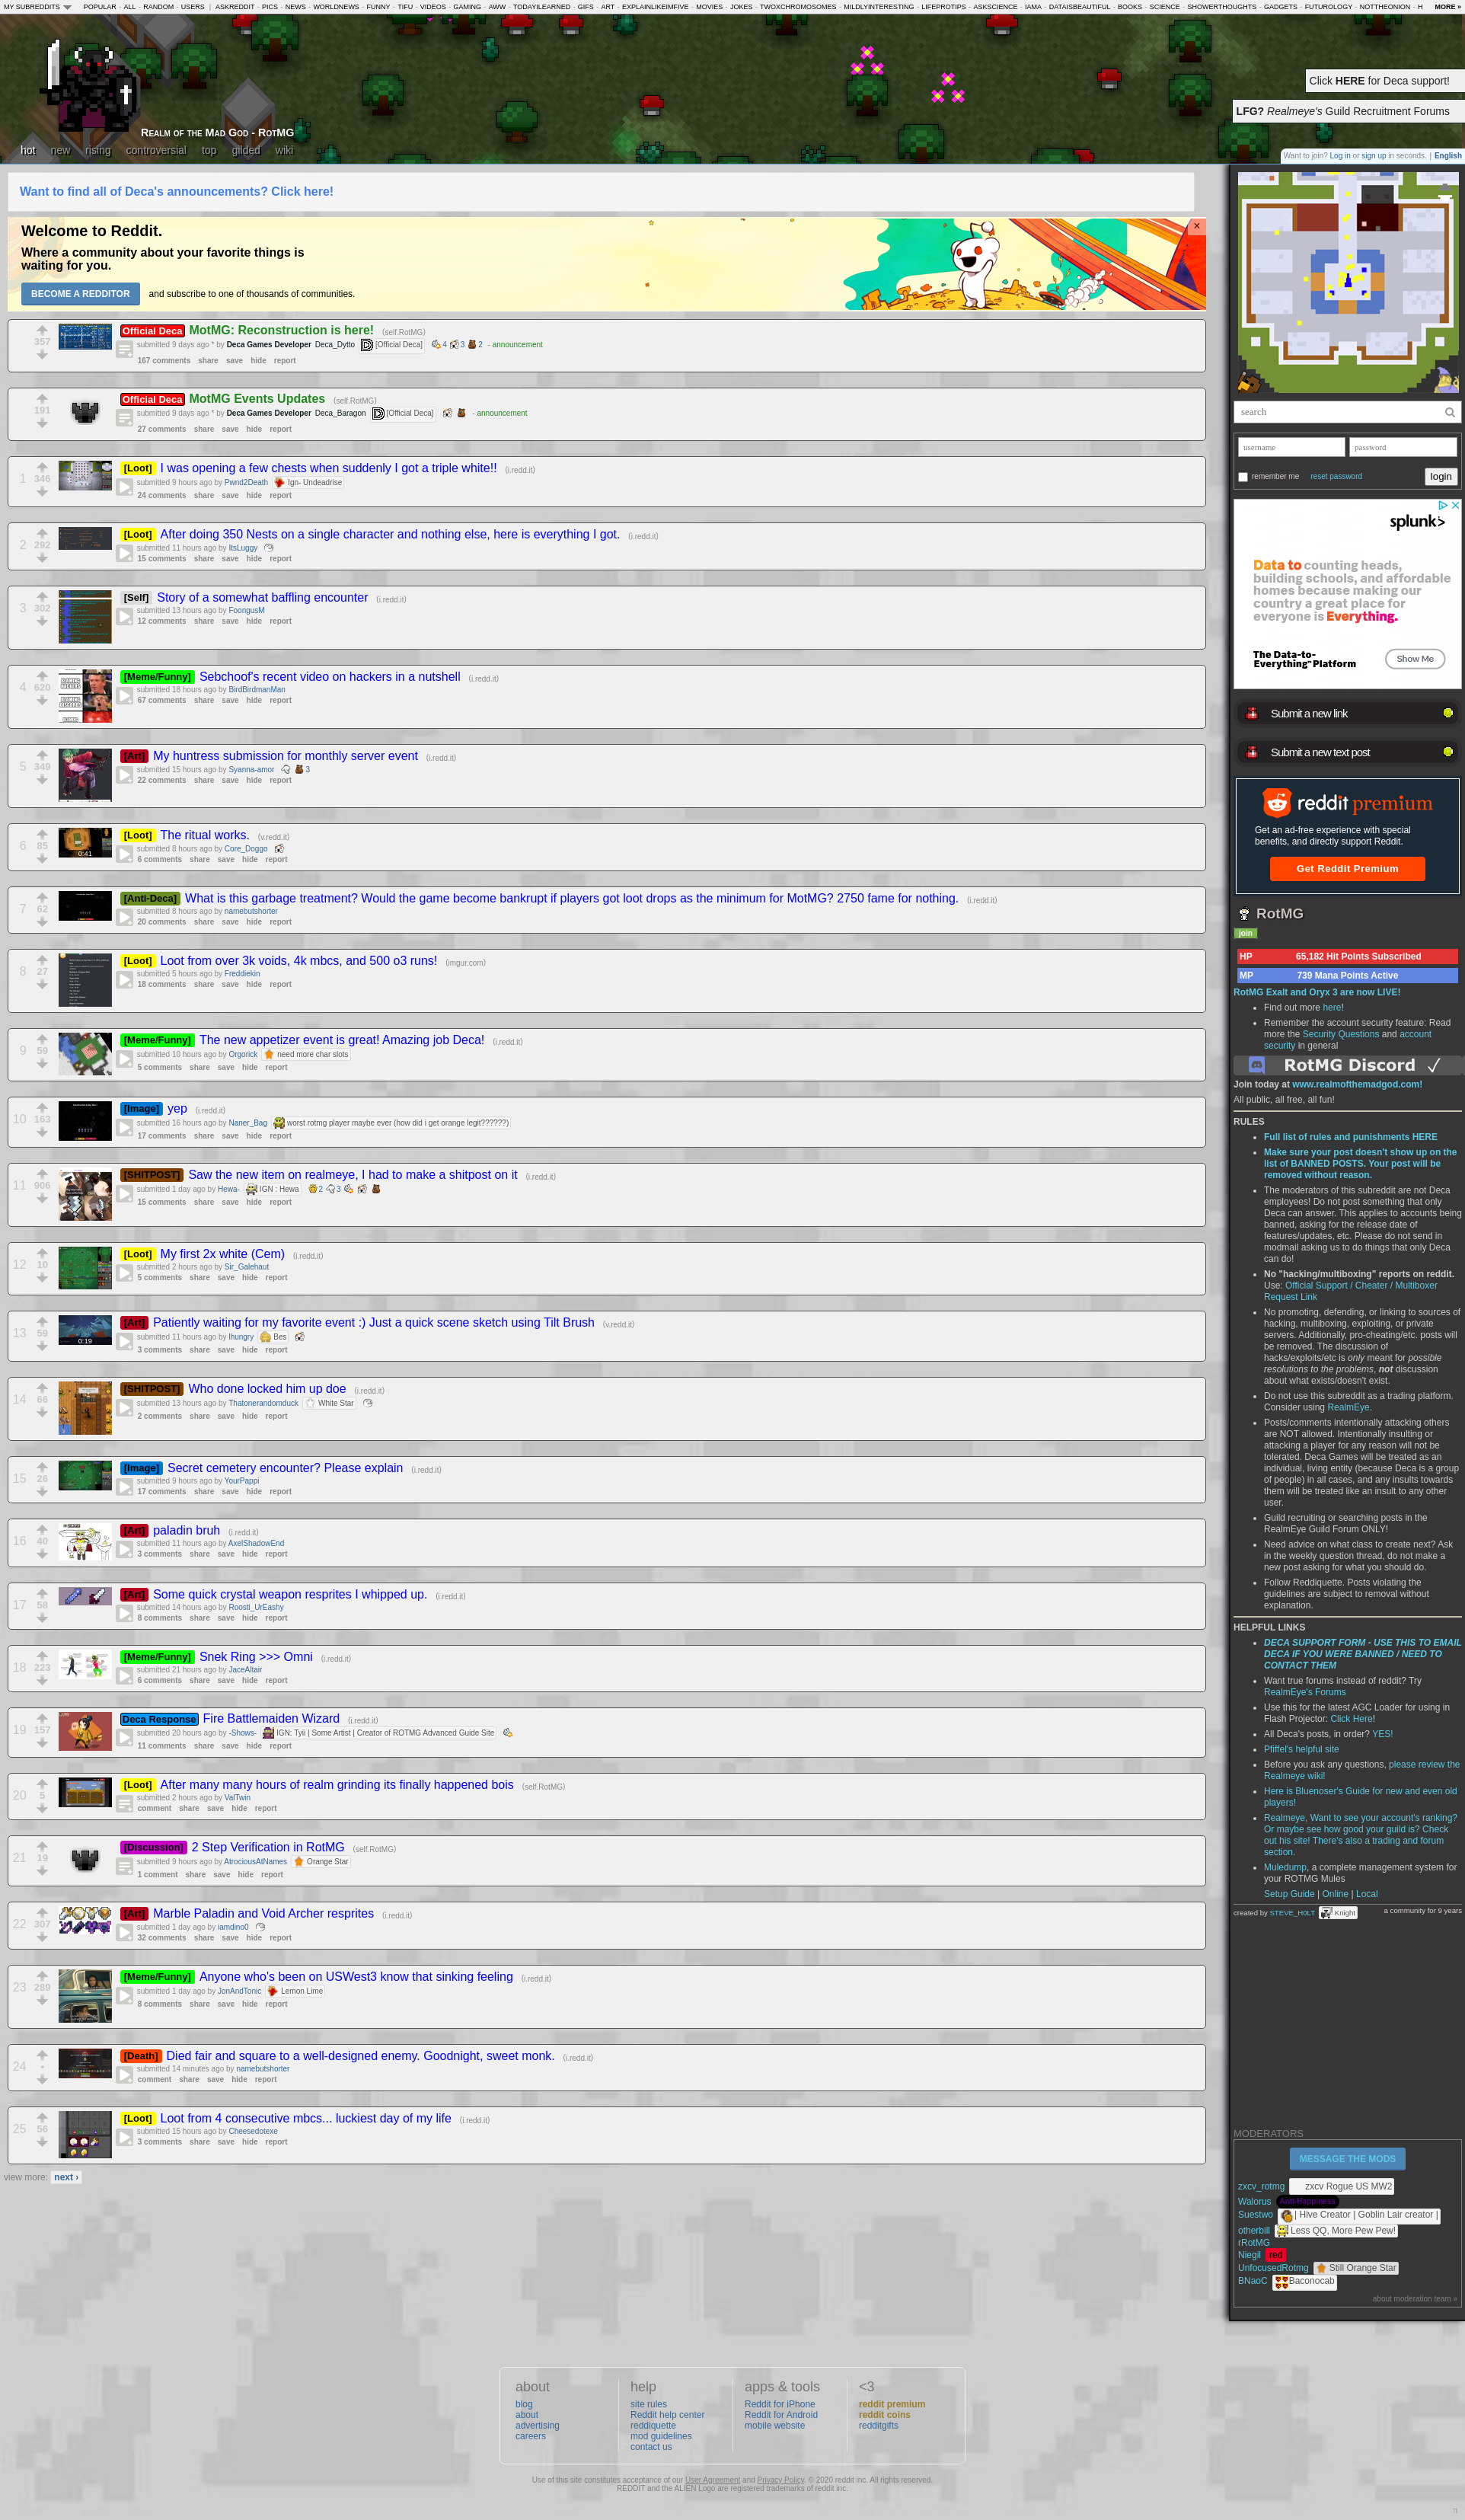 MY SUBREDDITS POPULAR - ALL - RANDOM - USERS | ASKREDDIT - PICS - NEWS - WORLDNEWS - FUNNY - TIFU - VIDEOS - GAMING - AWW - TODAYILEARNED - GIFS - ART - EXPLAINLIKEIMFIVE - MOVIES - JOKES - TWOXCHROMOSOMES - MILDLYINTERESTING - LIFEPROTIPS - ASKSCIENCE - IAMA - DATAISBEAUTIFUL - BOOKS - SCIENCE - SHOWERTHOUGHTS - GADGETS - FUTUROLOGY - NOTTHEONION - H MORE »
Click HERE for Deca support!
LFG? Realmeye's Guild Recruitment Forums
Realm of the Mad God - RotMG
hot new rising controversial top gilded wiki
Want to join? Log in or sign up in seconds. | English
Want to find all of Deca's announcements? Click here!
Welcome to Reddit.
Where a community about your favorite things is
waiting for you.
BECOME A REDDITOR and subscribe to one of thousands of communities.
×
357
Official Deca MotMG: Reconstruction is here! (self.RotMG)
submitted 9 days ago * by Deca Games Developer Deca_Dytto [Official Deca] 4 3 2 - announcement
167 comments share save hide report
191
Official Deca MotMG Events Updates (self.RotMG)
submitted 9 days ago * by Deca Games Developer Deca_Baragon [Official Deca] - announcement
27 comments share save hide report
1 346
[Loot] I was opening a few chests when suddenly I got a triple white!! (i.redd.it)
submitted 9 hours ago by Pwnd2Death Ign- Undeadrise
24 comments share save hide report
2 292
[Loot] After doing 350 Nests on a single character and nothing else, here is everything I got. (i.redd.it)
submitted 11 hours ago by ItsLuggy
15 comments share save hide report
3 302
[Self] Story of a somewhat baffling encounter (i.redd.it)
submitted 13 hours ago by FoongusM
12 comments share save hide report
4 620
[Meme/Funny] Sebchoof's recent video on hackers in a nutshell (i.redd.it)
submitted 18 hours ago by BirdBirdmanMan
67 comments share save hide report
5 349
[Art] My huntress submission for monthly server event (i.redd.it)
submitted 15 hours ago by Syanna-amor 3
22 comments share save hide report
6 85
0:41
[Loot] The ritual works. (v.redd.it)
submitted 8 hours ago by Core_Doggo
6 comments share save hide report
7 62
[Anti-Deca] What is this garbage treatment? Would the game become bankrupt if players got loot drops as the minimum for MotMG? 2750 fame for nothing. (i.redd.it)
submitted 8 hours ago by namebutshorter
20 comments share save hide report
8 27
[Loot] Loot from over 3k voids, 4k mbcs, and 500 o3 runs! (imgur.com)
submitted 5 hours ago by Freddiekin
18 comments share save hide report
9 59
[Meme/Funny] The new appetizer event is great! Amazing job Deca! (i.redd.it)
submitted 10 hours ago by Orgorick need more char slots
5 comments share save hide report
10 163
[Image] yep (i.redd.it)
submitted 16 hours ago by Naner_Bag worst rotmg player maybe ever (how did i get orange legit??????)
17 comments share save hide report
11 906
[SHITPOST] Saw the new item on realmeye, I had to make a shitpost on it (i.redd.it)
submitted 1 day ago by Hewa- IGN : Hewa 2 3
15 comments share save hide report
12 10
[Loot] My first 2x white (Cem) (i.redd.it)
submitted 2 hours ago by Sir_Galehaut
5 comments share save hide report
13 59
0:19
[Art] Patiently waiting for my favorite event :) Just a quick scene sketch using Tilt Brush (v.redd.it)
submitted 11 hours ago by Ihungry Bes
3 comments share save hide report
14 66
[SHITPOST] Who done locked him up doe (i.redd.it)
submitted 13 hours ago by Thatonerandomduck White Star
2 comments share save hide report
15 26
[Image] Secret cemetery encounter? Please explain (i.redd.it)
submitted 9 hours ago by YourPappi
17 comments share save hide report
16 40
[Art] paladin bruh (i.redd.it)
submitted 11 hours ago by AxelShadowEnd
3 comments share save hide report
17 58
[Art] Some quick crystal weapon resprites I whipped up. (i.redd.it)
submitted 14 hours ago by Roosti_UrEashy
8 comments share save hide report
18 223
[Meme/Funny] Snek Ring >>> Omni (i.redd.it)
submitted 21 hours ago by JaceAltair
6 comments share save hide report
19 157
Deca Response Fire Battlemaiden Wizard (i.redd.it)
submitted 20 hours ago by -Shows- IGN: Tyii | Some Artist | Creator of ROTMG Advanced Guide Site
11 comments share save hide report
20 5
[Loot] After many many hours of realm grinding its finally happened bois (self.RotMG)
submitted 2 hours ago by ValTwin
comment share save hide report
21 19
[Discussion] 2 Step Verification in RotMG (self.RotMG)
submitted 9 hours ago by AtrociousAtNames Orange Star
1 comment share save hide report
22 307
[Art] Marble Paladin and Void Archer resprites (i.redd.it)
submitted 1 day ago by iamdino0
32 comments share save hide report
23 289
[Meme/Funny] Anyone who's been on USWest3 know that sinking feeling (i.redd.it)
submitted 1 day ago by JonAndTonic Lemon Lime
8 comments share save hide report
24 •
[Death] Died fair and square to a well-designed enemy. Goodnight, sweet monk. (i.redd.it)
submitted 14 minutes ago by namebutshorter
comment share save hide report
25 56
[Loot] Loot from 4 consecutive mbcs... luckiest day of my life (i.redd.it)
submitted 15 hours ago by Cheesedotexe
3 comments share save hide report
view more: next ›
search
username password
remember me reset password login
splunk>
Data to counting heads,
building schools, and affordable
homes because making our
country a great place for
everyone is Everything.
The Data-to-
Everything™ Platform Show Me
Submit a new link
Submit a new text post
reddit premium
Get an ad-free experience with special
benefits, and directly support Reddit.
Get Reddit Premium
RotMG
join
HP 65,182 Hit Points Subscribed
MP 739 Mana Points Active
RotMG Exalt and Oryx 3 are now LIVE!
Find out more here!
Remember the account security feature: Read
more the Security Questions and account
security in general
RotMG Discord ✓
Join today at www.realmofthemadgod.com!
All public, all free, all fun!
RULES
Full list of rules and punishments HERE
Make sure your post doesn't show up on the
list of BANNED POSTS. Your post will be
removed without reason.
The moderators of this subreddit are not Deca
employees! Do not post something that only
Deca can answer. This applies to accounts being
banned, asking for the release date of
features/updates, etc. Please do not send in
modmail asking us to do things that only Deca
can do!
No "hacking/multiboxing" reports on reddit.
Use: Official Support / Cheater / Multiboxer
Request Link
No promoting, defending, or linking to sources of
hacking, multiboxing, exploiting, or private
servers. Additionally, pro-cheating/etc. posts will
be removed. The discussion of
hacks/exploits/etc is only meant for possible
resolutions to the problems, not discussion
about what exists/doesn't exist.
Do not use this subreddit as a trading platform.
Consider using RealmEye.
Posts/comments intentionally attacking others
are NOT allowed. Intentionally insulting or
attacking a player for any reason will not be
tolerated. Deca Games will be treated as an
individual, living entity (because Deca is a group
of people) in all cases, and any insults towards
them will be treated like an insult to any other
user.
Guild recruiting or searching posts in the
RealmEye Guild Forum ONLY!
Need advice on what class to create next? Ask
in the weekly question thread, do not make a
new post asking for what you should do.
Follow Reddiquette. Posts violating the
guidelines are subject to removal without
explanation.
HELPFUL LINKS
DECA SUPPORT FORM - USE THIS TO EMAIL
DECA IF YOU WERE BANNED / NEED TO
CONTACT THEM
Want true forums instead of reddit? Try
RealmEye's Forums
Use this for the latest AGC Loader for using in
Flash Projector: Click Here!
All Deca's posts, in order? YES!
Pfiffel's helpful site
Before you ask any questions, please review the
Realmeye wiki!
Here is Bluenoser's Guide for new and even old
players!
Realmeye, Want to see your account's ranking?
Or maybe see how good your guild is? Check
out his site! There's also a trading and forum
section.
Muledump, a complete management system for
your ROTMG Mules
Setup Guide | Online | Local
created by STEVE_H0LT Knight a community for 9 years
MODERATORS
MESSAGE THE MODS
zxcv_rotmg zxcv Rogue US MW2
Walorus Anti-Happiness
Suestwo | Hive Creator | Goblin Lair creator |
otherbill Less QQ, More Pew Pew!
rRotMG
Niegil red
UnfocusedRotmg Still Orange Star
BNaoC Baconocab
about moderation team »
about
blog
about
advertising
careers
help
site rules
Reddit help center
reddiquette
mod guidelines
contact us
apps & tools
Reddit for iPhone
Reddit for Android
mobile website
<3
reddit premium
reddit coins
redditgifts
Use of this site constitutes acceptance of our User Agreement and Privacy Policy. © 2020 reddit inc. All rights reserved.
REDDIT and the ALIEN Logo are registered trademarks of reddit inc.
π